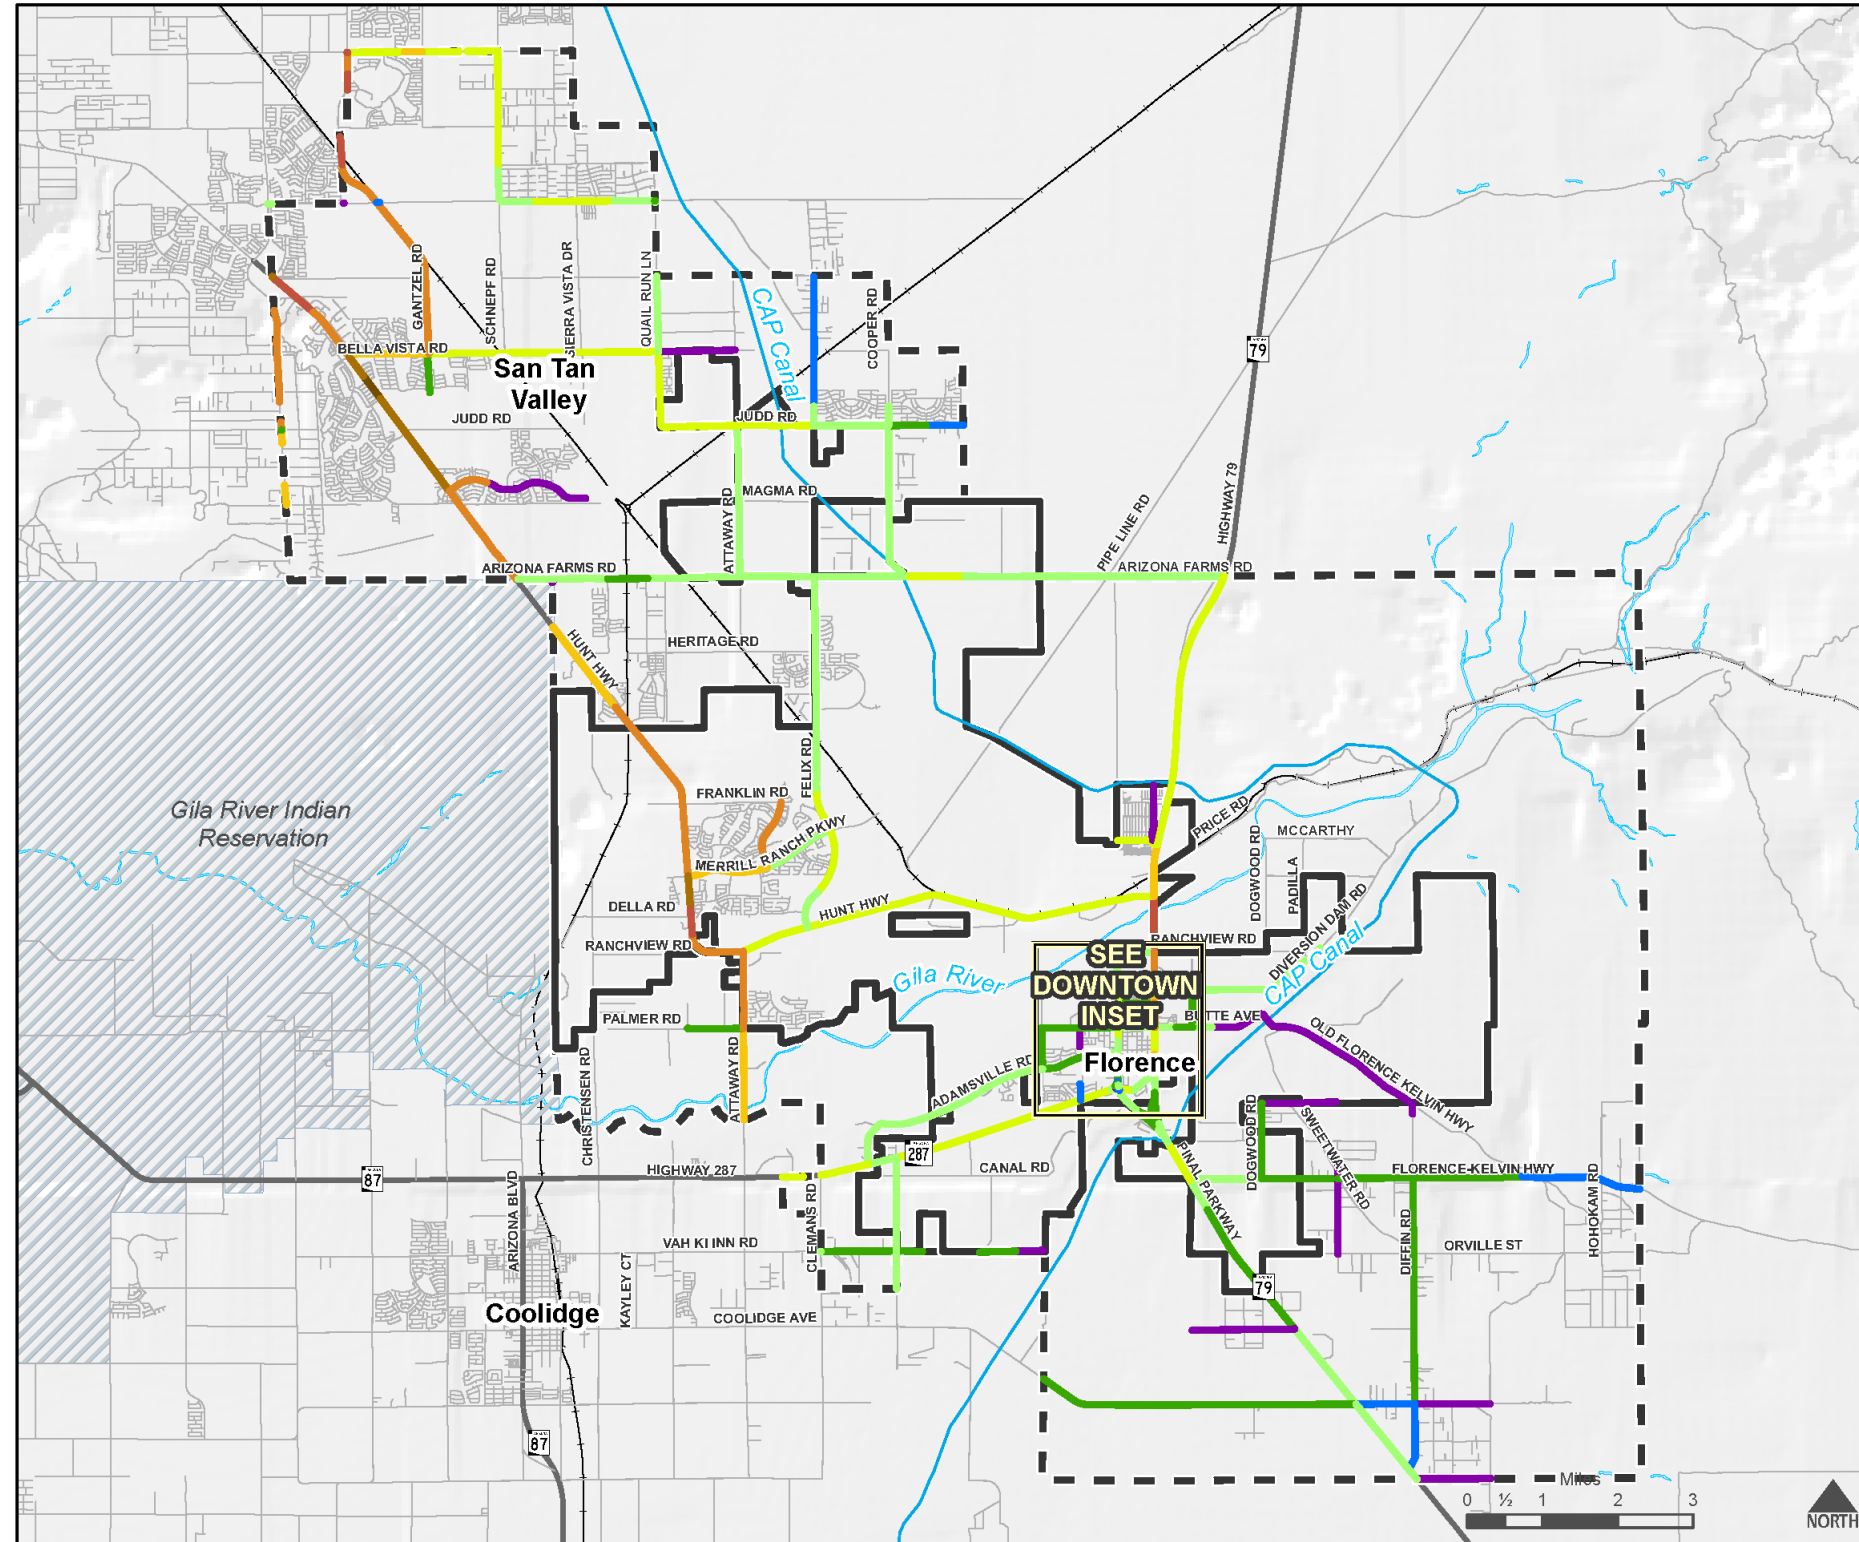 GANTZEL RD
SCHNEPF RD
SIERRA VISTA DR
QUAIL RUN LN
CAP Canal
COOPER RD
79
BELLA VISTA RD
San Tan
Valley
JUDD RD
JUDD RD
MAGMA RD
ATTAWAY RD
PIPE LINE RD
HIGHWAY 79
ARIZONA FARMS RD
ARIZONA FARMS RD
HUNT HWY
HERITAGE RD
FELIX RD
Gila River Indian
Reservation
FRANKLIN RD
MERRILL RANCH PKWY
PRICE RD
MCCARTHY
DOGWOOD RD
PADILLA
DELLA RD
HUNT HWY
RANCHVIEW RD
RANCHVIEW RD
DIVERSION DAM RD
CAP Canal
SEE
DOWNTOWN
INSET
Gila River
PALMER RD
BUTTE AVE
OLD FLORENCE KELVIN HWY
Florence
CHRISTENSEN RD
ATTAWAY RD
ADAMSVILLE RD
287
87
HIGHWAY 287
CANAL RD
PINAL PARKWAY
DOGWOOD RD
SWEETWATER RD
FLORENCE-KELVIN HWY
ARIZONA BLVD
CLEMANS RD
VAH KI INN RD
KAYLEY CT
DIFFIN RD
ORVILLE ST
HOHOKAM RD
79
Coolidge
COOLIDGE AVE
87
Miles
0 ½ 1 2 3
NORTH